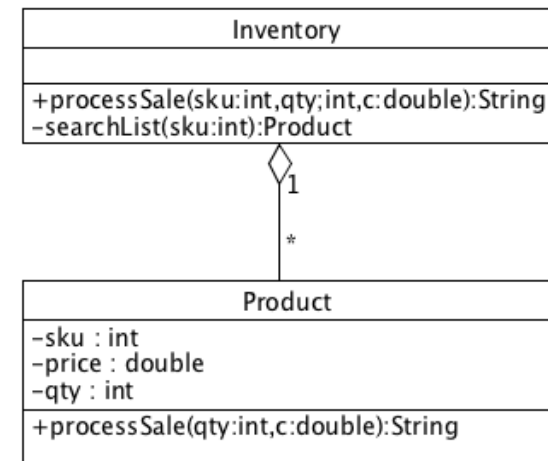 Inventory
+processSale(sku:int,qty;int,c:double):String
-searchList(sku:int):Product
1
*
Product
-sku : int
-price : double
-qty : int
+processSale(qty:int,c:double):String